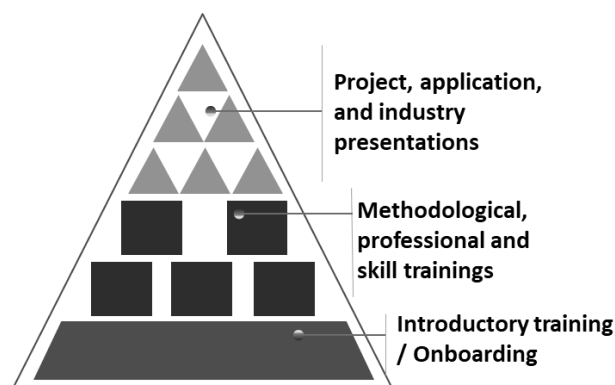 Project, application,
and industry
presentations
Methodological,
professional and
skill trainings
Introductory training
/ Onboarding